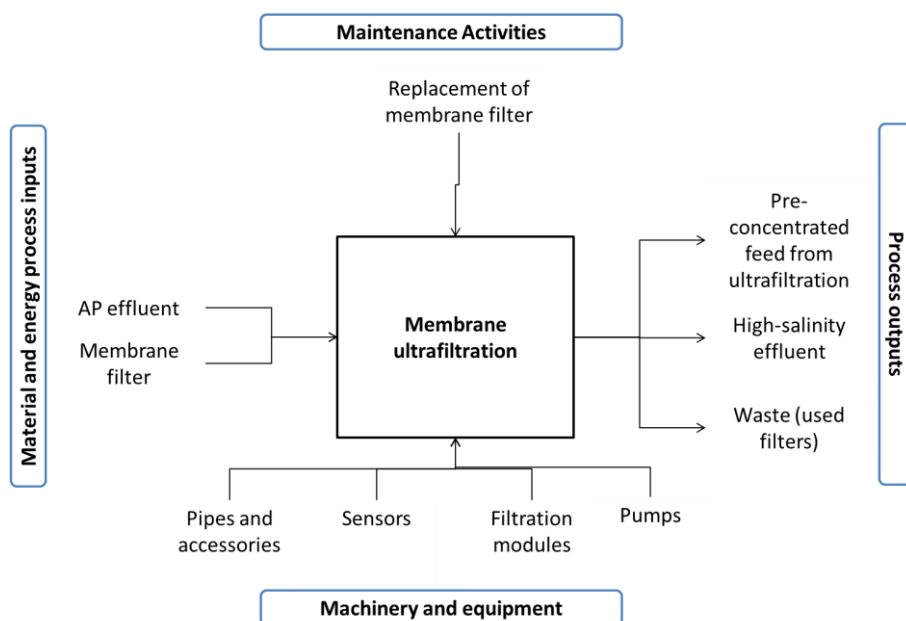 Maintenance Activities
Replacement of
membrane filter
Material and energy process inputs
AP effluent
Membrane
filter
Membrane
ultrafiltration
Pre-
concentrated
feed from
ultrafiltration
High-salinity
effluent
Waste (used
filters)
Process outputs
Pipes and
accessories
Sensors
Filtration
modules
Pumps
Machinery and equipment